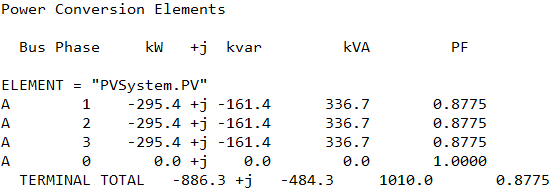 Power Conversion Elements
Bus Phase kW +j kvar kVA PF
ELEMENT = "PVSystem.PV"
A 1 -295.4 +j -161.4 336.7 0.8775
A 2 -295.4 +j -161.4 336.7 0.8775
A 3 -295.4 +j -161.4 336.7 0.8775
A 0 0.0 +j 0.0 0.0 1.0000
TERMINAL TOTAL -886.3 +j -484.3 1010.0 0.8775